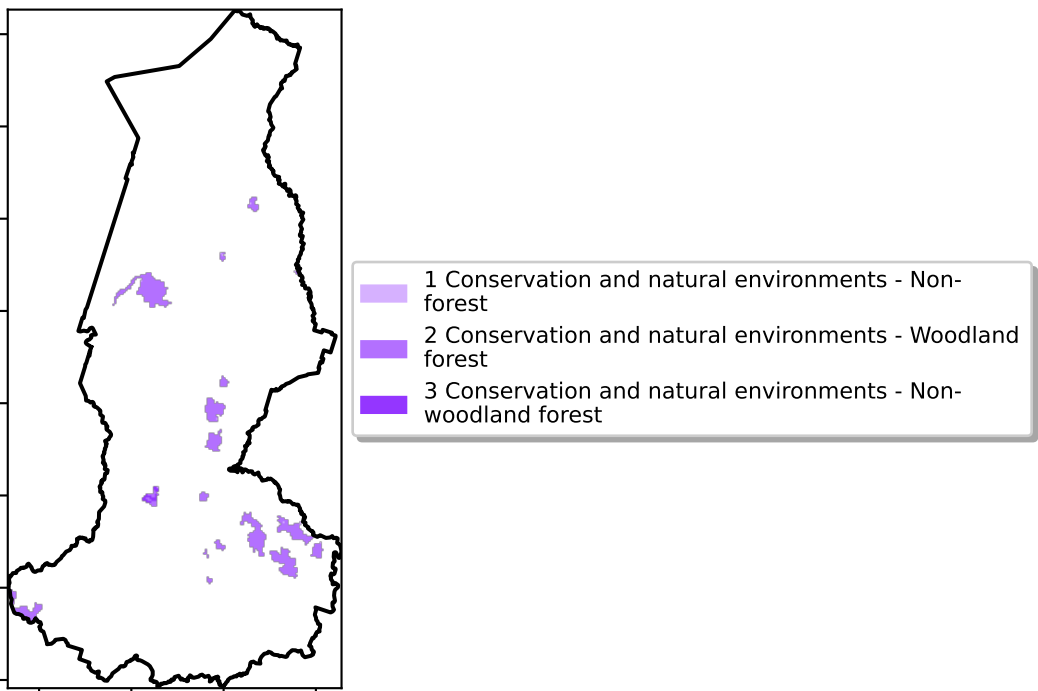 1 Conservation and natural environments - Non-
forest
2 Conservation and natural environments - Woodland
forest
3 Conservation and natural environments - Non-
woodland forest